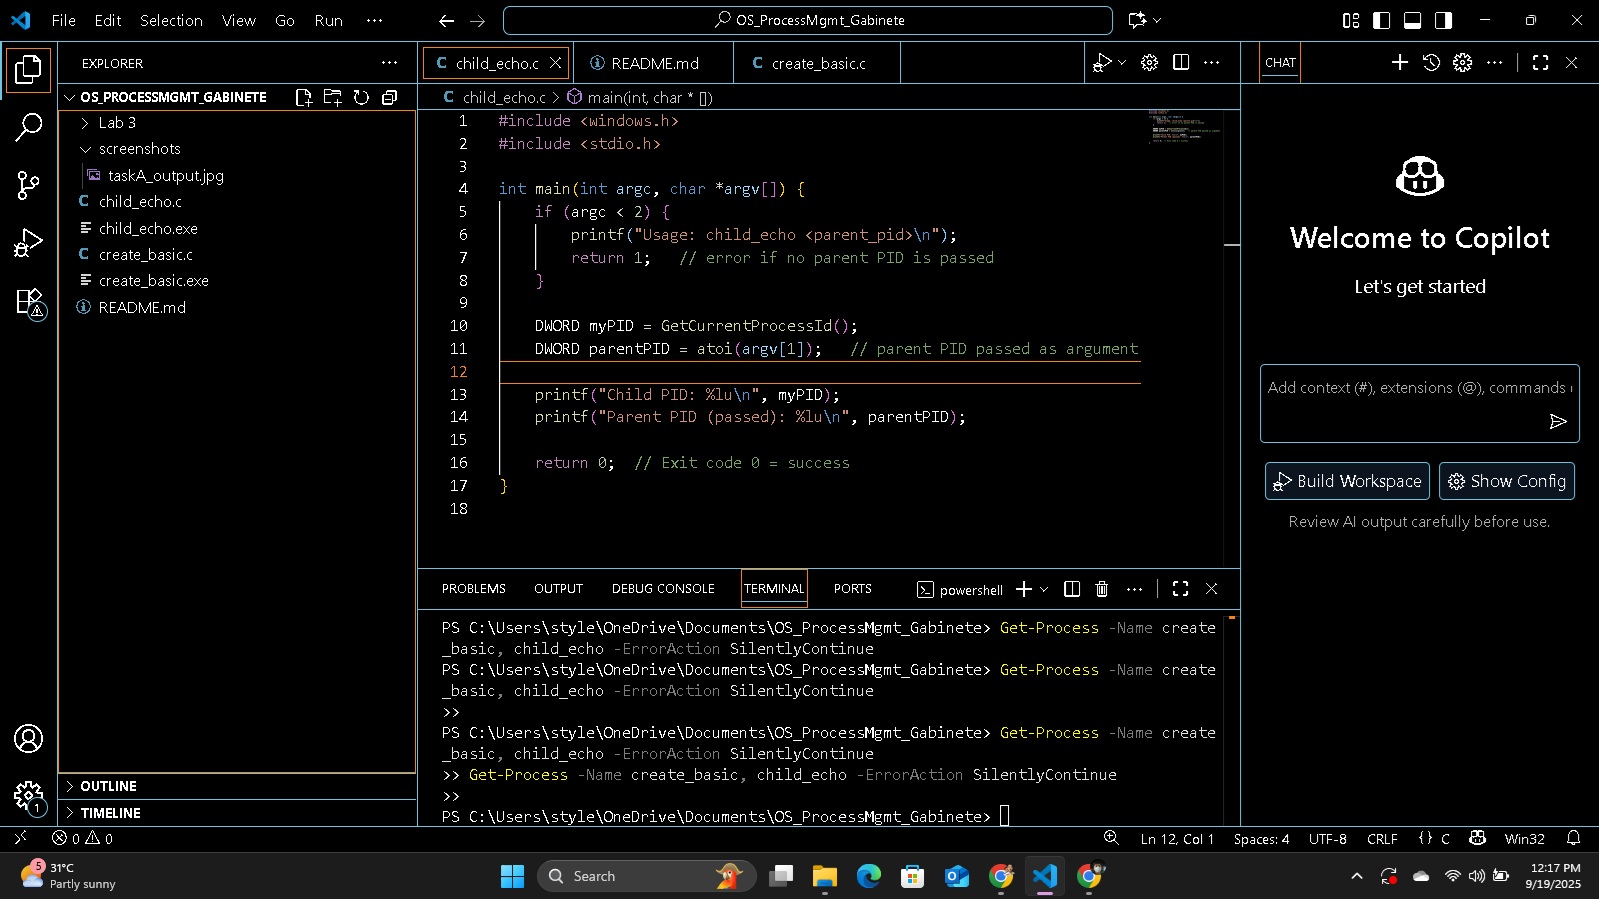 File Edit Selection View Go Run ···
OS_ProcessMgmt_Gabinete
EXPLORER
OS_PROCESSMGMT_GABINETE
Lab 3
screenshots
taskA_output.jpg
C child_echo.c
child_echo.exe
C create_basic.c
create_basic.exe
README.md
OUTLINE
TIMELINE
1
C child_echo.c
README.md
C create_basic.c
C child_echo.c > main(int, char * [])
1 #include <windows.h>
2 #include <stdio.h>
3
4 int main(int argc, char *argv[]) {
5 if (argc < 2) {
6 printf("Usage: child_echo <parent_pid>\n");
7 return 1; // error if no parent PID is passed
8 }
9
10 DWORD myPID = GetCurrentProcessId();
11 DWORD parentPID = atoi(argv[1]); // parent PID passed as argument
12
13 printf("Child PID: %lu\n", myPID);
14 printf("Parent PID (passed): %lu\n", parentPID);
15
16 return 0; // Exit code 0 = success
17 }
18
PROBLEMS OUTPUT DEBUG CONSOLE TERMINAL PORTS
powershell
PS C:\Users\style\OneDrive\Documents\OS_ProcessMgmt_Gabinete> Get-Process -Name create
_basic, child_echo -ErrorAction SilentlyContinue
PS C:\Users\style\OneDrive\Documents\OS_ProcessMgmt_Gabinete> Get-Process -Name create
_basic, child_echo -ErrorAction SilentlyContinue
>>
PS C:\Users\style\OneDrive\Documents\OS_ProcessMgmt_Gabinete> Get-Process -Name create
_basic, child_echo -ErrorAction SilentlyContinue
>> Get-Process -Name create_basic, child_echo -ErrorAction SilentlyContinue
>>
PS C:\Users\style\OneDrive\Documents\OS_ProcessMgmt_Gabinete>
CHAT
Welcome to Copilot
Let's get started
Add context (#), extensions (@), commands
Build Workspace
Show Config
Review AI output carefully before use.
0 0
Ln 12, Col 1 Spaces: 4 UTF-8 CRLF {} C Win32
5
31°C
Partly sunny
Search
12:17 PM
9/19/2025